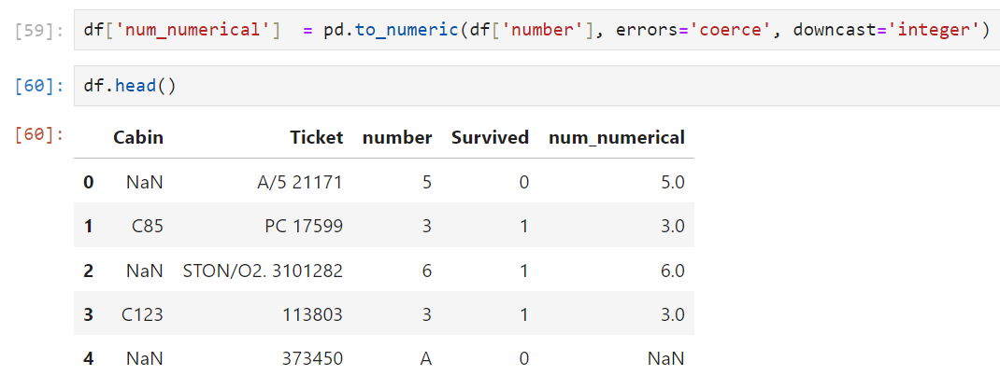 [59]: df['num_numerical']  = pd.to_numeric(df['number'], errors='coerce', downcast='integer')
[60]: df.head()
[60]: Cabin Ticket number Survived num_numerical
0 NaN A/5 21171 5 0 5.0
1 C85 PC 17599 3 1 3.0
2 NaN STON/O2. 3101282 6 1 6.0
3 C123 113803 3 1 3.0
4 NaN 373450 A 0 NaN